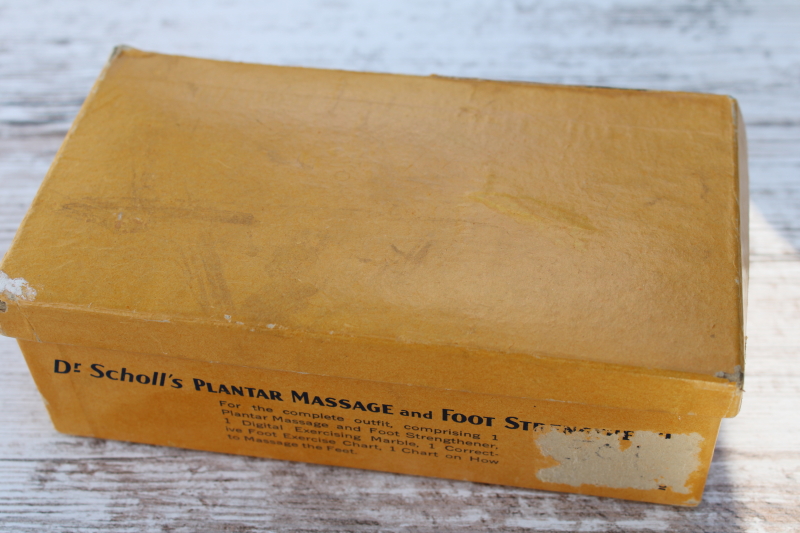 Dr Scholl's PLANTAR MASSAGE and FOOT
For the complete outfit, comprising 1
Plantar Massage and Foot Strengthener,
1 Digital Exercising Marble, 1 Correct-
ive Foot Exercise Chart, 1 Chart on How
to Massage the Feet.